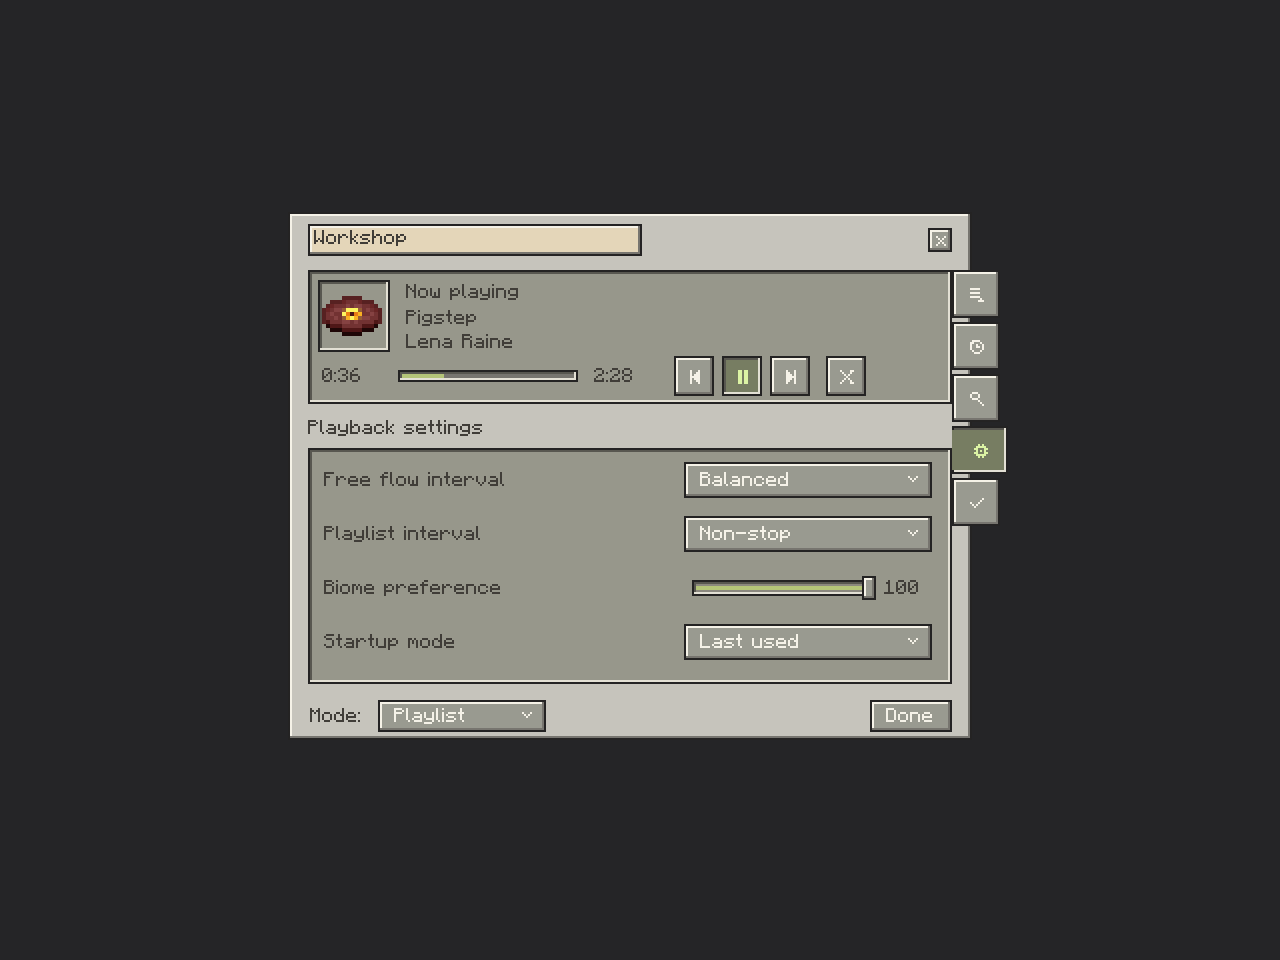 Workshop
Now playing
Pigstep
Lena Raine
0:36 2:28
Playback settings
Free flow interval Balanced
Playlist interval Non-stop
Biome preference 100
Startup mode Last used
Mode: Playlist Done